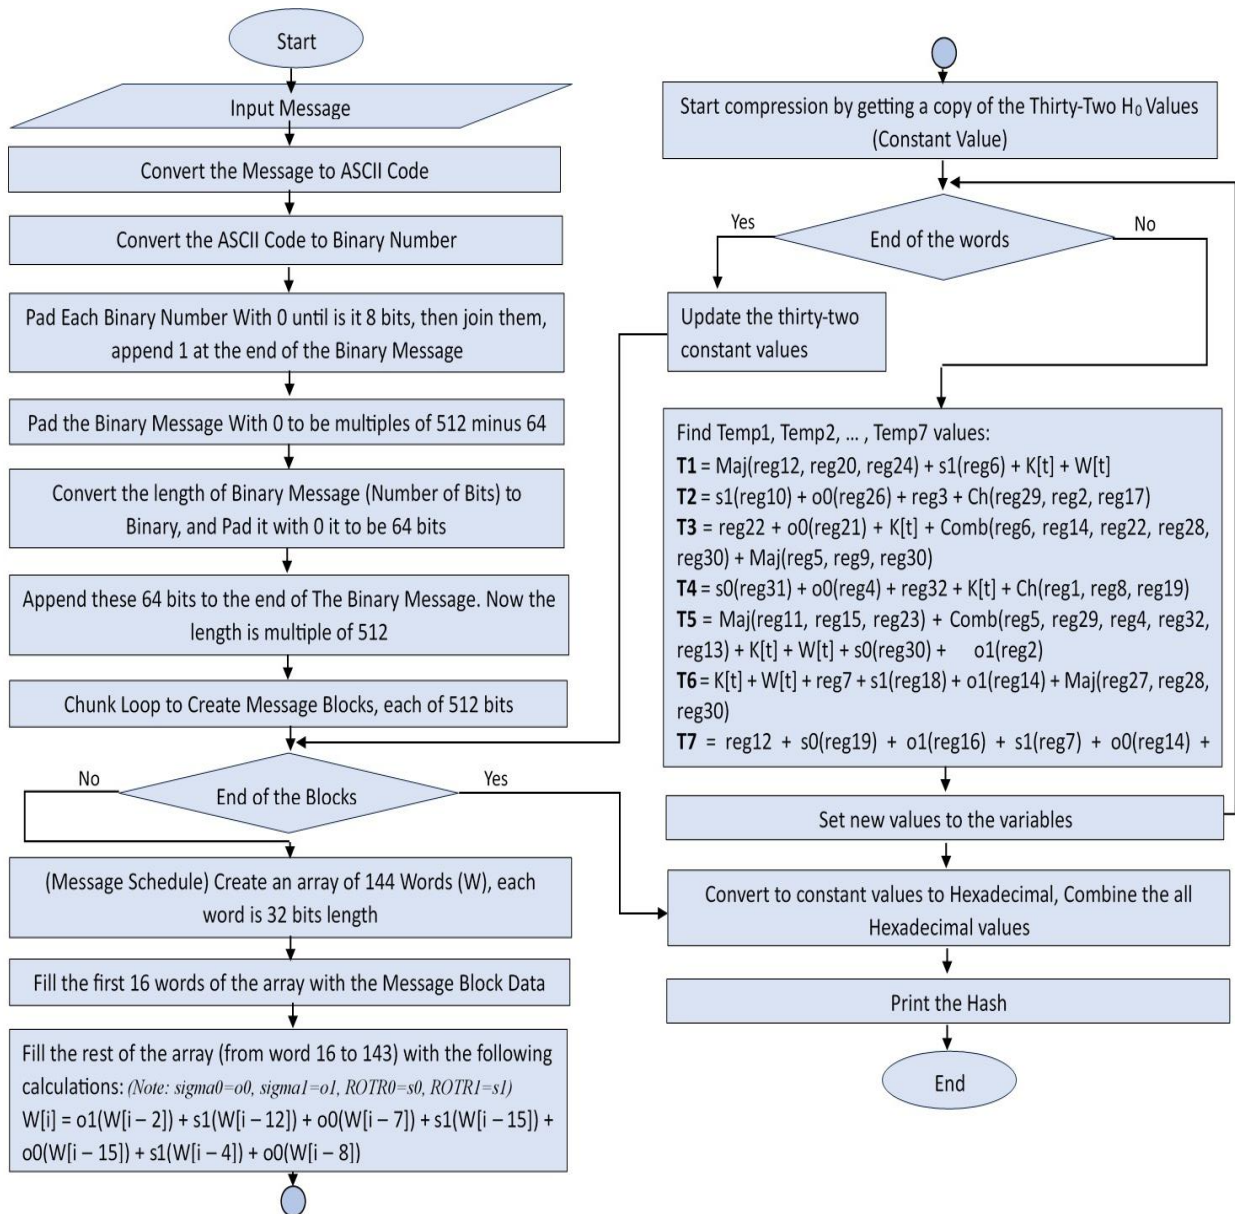 Start
Input Message
Convert the Message to ASCII Code
Convert the ASCII Code to Binary Number
Pad Each Binary Number With 0 until is it 8 bits, then join them,
append 1 at the end of the Binary Message
Pad the Binary Message With 0 to be multiples of 512 minus 64
Convert the length of Binary Message (Number of Bits) to
Binary, and Pad it with 0 it to be 64 bits
Append these 64 bits to the end of The Binary Message. Now the
length is multiple of 512
Chunk Loop to Create Message Blocks, each of 512 bits
No
End of the Blocks
Yes
(Message Schedule) Create an array of 144 Words (W), each
word is 32 bits length
Fill the first 16 words of the array with the Message Block Data
Fill the rest of the array (from word 16 to 143) with the following
calculations: (Note: sigma0=o0, sigma1=o1, ROTR0=s0, ROTR1=s1)
W[i] = o1(W[i – 2]) + s1(W[i – 12]) + o0(W[i – 7]) + s1(W[i – 15]) +
o0(W[i – 15]) + s1(W[i – 4]) + o0(W[i – 8])
Start compression by getting a copy of the Thirty-Two H₀ Values
(Constant Value)
Yes
End of the words
No
Update the thirty-two
constant values
Find Temp1, Temp2, ... , Temp7 values:
T1 = Maj(reg12, reg20, reg24) + s1(reg6) + K[t] + W[t]
T2 = s1(reg10) + o0(reg26) + reg3 + Ch(reg29, reg2, reg17)
T3 = reg22 + o0(reg21) + K[t] + Comb(reg6, reg14, reg22, reg28,
reg30) + Maj(reg5, reg9, reg30)
T4 = s0(reg31) + o0(reg4) + reg32 + K[t] + Ch(reg1, reg8, reg19)
T5 = Maj(reg11, reg15, reg23) + Comb(reg5, reg29, reg4, reg32,
reg13) + K[t] + W[t] + s0(reg30) + o1(reg2)
T6 = K[t] + W[t] + reg7 + s1(reg18) + o1(reg14) + Maj(reg27, reg28,
reg30)
T7 = reg12 + s0(reg19) + o1(reg16) + s1(reg7) + o0(reg14) +
Set new values to the variables
Convert to constant values to Hexadecimal, Combine the all
Hexadecimal values
Print the Hash
End